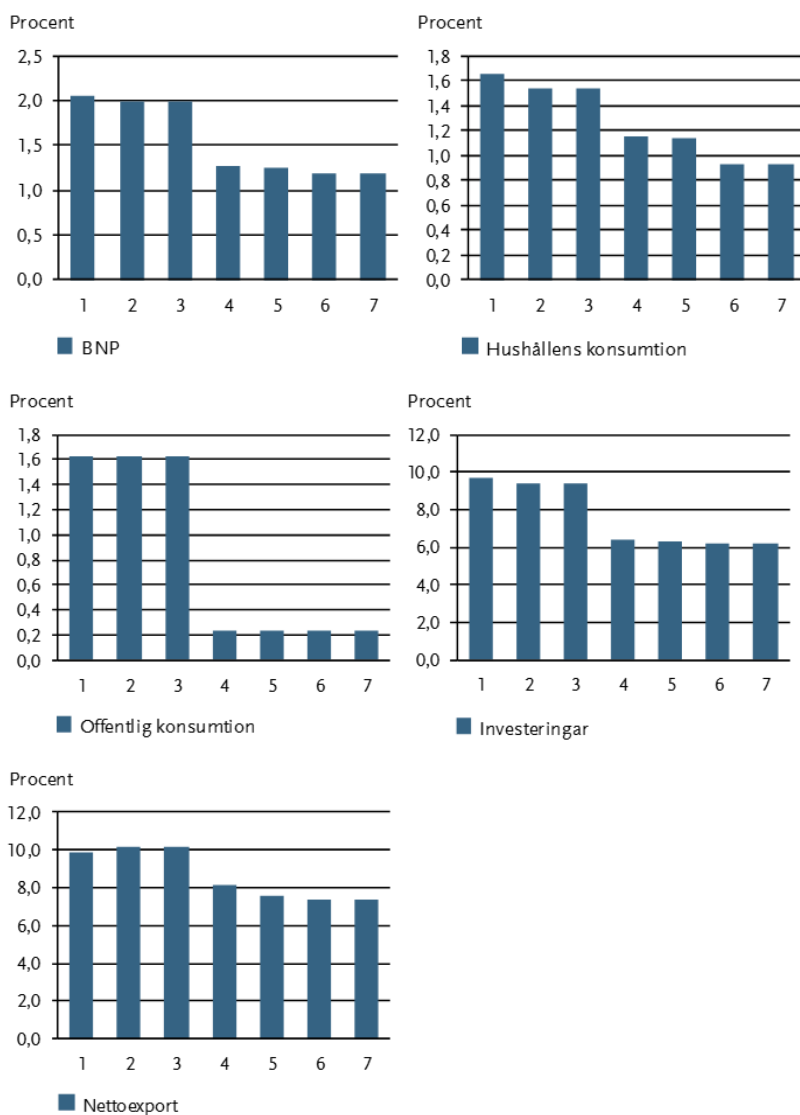 Procent
2,5
2,0
1,5
1,0
0,5
0,0
1 2 3 4 5 6 7
BNP
Procent
1,8
1,6
1,4
1,2
1,0
0,8
0,6
0,4
0,2
0,0
1 2 3 4 5 6 7
Hushållens konsumtion
Procent
1,8
1,6
1,4
1,2
1,0
0,8
0,6
0,4
0,2
0,0
1 2 3 4 5 6 7
Offentlig konsumtion
Procent
12,0
10,0
8,0
6,0
4,0
2,0
0,0
1 2 3 4 5 6 7
Investeringar
Procent
12,0
10,0
8,0
6,0
4,0
2,0
0,0
1 2 3 4 5 6 7
Nettoexport